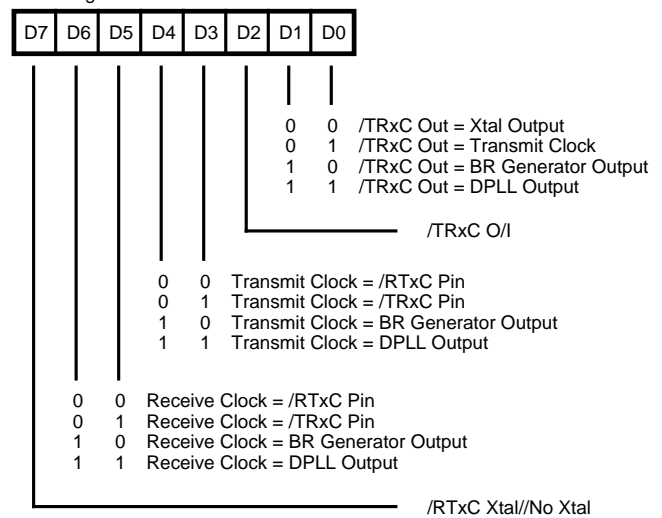 D7 D6 D5 D4 D3 D2 D1 D0
0 0 /TRxC Out = Xtal Output
0 1 /TRxC Out = Transmit Clock
1 0 /TRxC Out = BR Generator Output
1 1 /TRxC Out = DPLL Output
/TRxC O/I
0 0 Transmit Clock = /RTxC Pin
0 1 Transmit Clock = /TRxC Pin
1 0 Transmit Clock = BR Generator Output
1 1 Transmit Clock = DPLL Output
0 0 Receive Clock = /RTxC Pin
0 1 Receive Clock = /TRxC Pin
1 0 Receive Clock = BR Generator Output
1 1 Receive Clock = DPLL Output
/RTxC Xtal//No Xtal